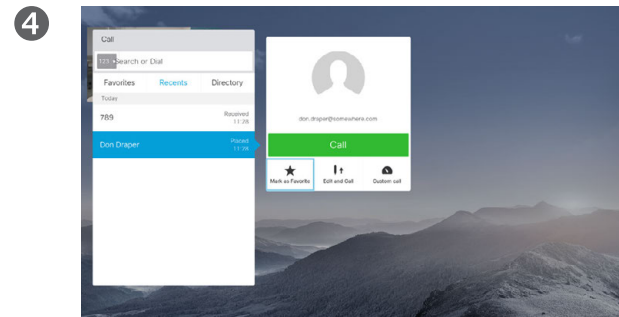 4
Call
123 Search or Dial
Favorites Recents Directory
Today
789 Received
11:28
Don Draper Placed
11:28
don.draper@somewhere.com
Call
Mark as Favorite Edit and Call Custom call